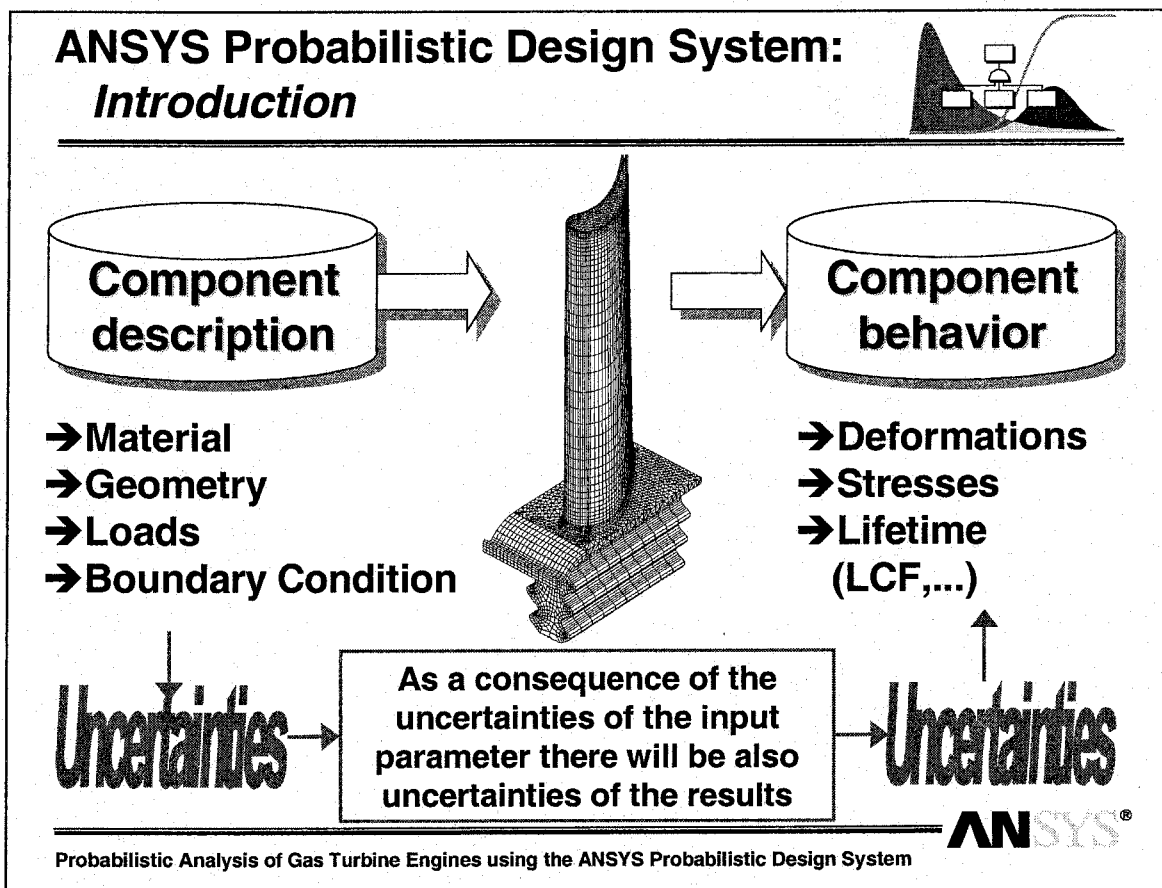 ANSYS Probabilistic Design System:
Introduction
Component
description
Component
behavior
➔Material
➔Geometry
➔Loads
➔Boundary Condition
➔Deformations
➔Stresses
➔Lifetime
(LCF,...)
Uncertainties
As a consequence of the
uncertainties of the input
parameter there will be also
uncertainties of the results
Uncertainties
ANSYS®
Probabilistic Analysis of Gas Turbine Engines using the ANSYS Probabilistic Design System